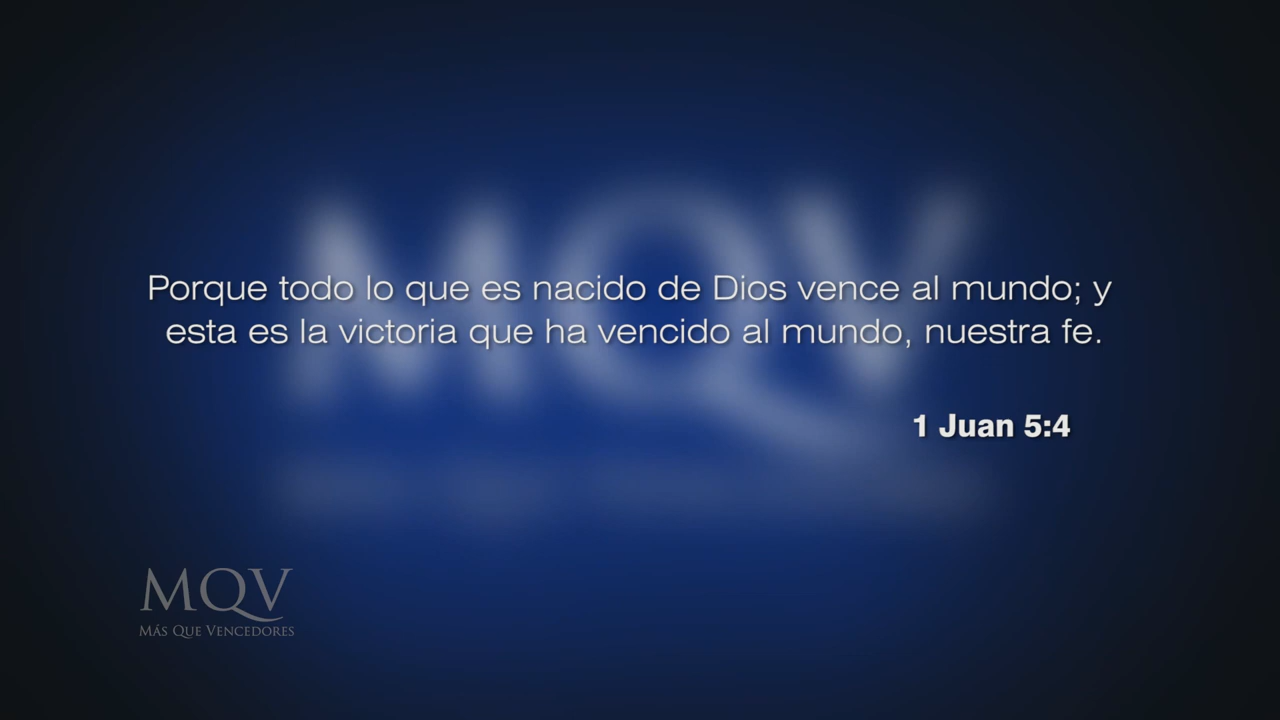 Porque todo lo que es nacido de Dios vence al mundo; y
esta es la victoria que ha vencido al mundo, nuestra fe.
1 Juan 5:4
MQV
MQV
MÁS QUE VENCEDORES